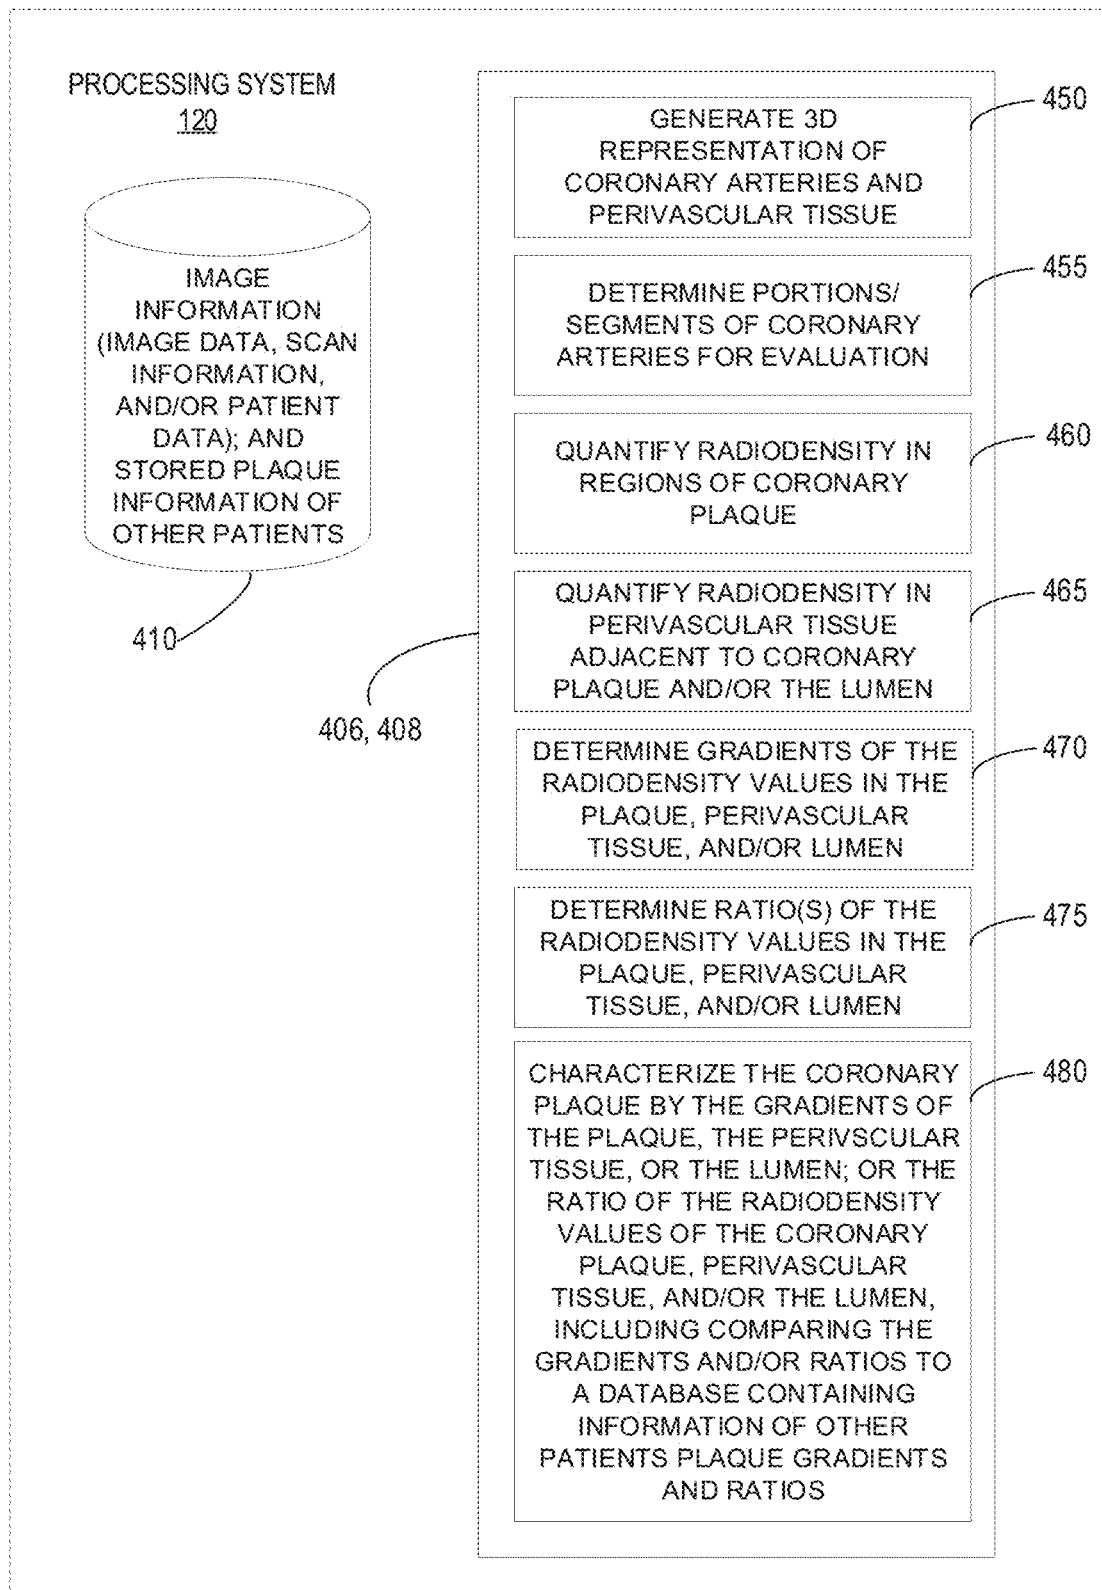 PROCESSING SYSTEM
120
IMAGE
INFORMATION
(IMAGE DATA, SCAN
INFORMATION,
AND/OR PATIENT
DATA); AND
STORED PLAQUE
INFORMATION OF
OTHER PATIENTS
410
406, 408
GENERATE 3D
REPRESENTATION OF
CORONARY ARTERIES AND
PERIVASCULAR TISSUE
450
DETERMINE PORTIONS/
SEGMENTS OF CORONARY
ARTERIES FOR EVALUATION
455
QUANTIFY RADIODENSITY IN
REGIONS OF CORONARY
PLAQUE
460
QUANTIFY RADIODENSITY IN
PERIVASCULAR TISSUE
ADJACENT TO CORONARY
PLAQUE AND/OR THE LUMEN
465
DETERMINE GRADIENTS OF THE
RADIODENSITY VALUES IN THE
PLAQUE, PERIVASCULAR
TISSUE, AND/OR LUMEN
470
DETERMINE RATIO(S) OF THE
RADIODENSITY VALUES IN THE
PLAQUE, PERIVASCULAR
TISSUE, AND/OR LUMEN
475
CHARACTERIZE THE CORONARY
PLAQUE BY THE GRADIENTS OF
THE PLAQUE, THE PERIVSCULAR
TISSUE, OR THE LUMEN; OR THE
RATIO OF THE RADIODENSITY
VALUES OF THE CORONARY
PLAQUE, PERIVASCULAR
TISSUE, AND/OR THE LUMEN,
INCLUDING COMPARING THE
GRADIENTS AND/OR RATIOS TO
A DATABASE CONTAINING
INFORMATION OF OTHER
PATIENTS PLAQUE GRADIENTS
AND RATIOS
480